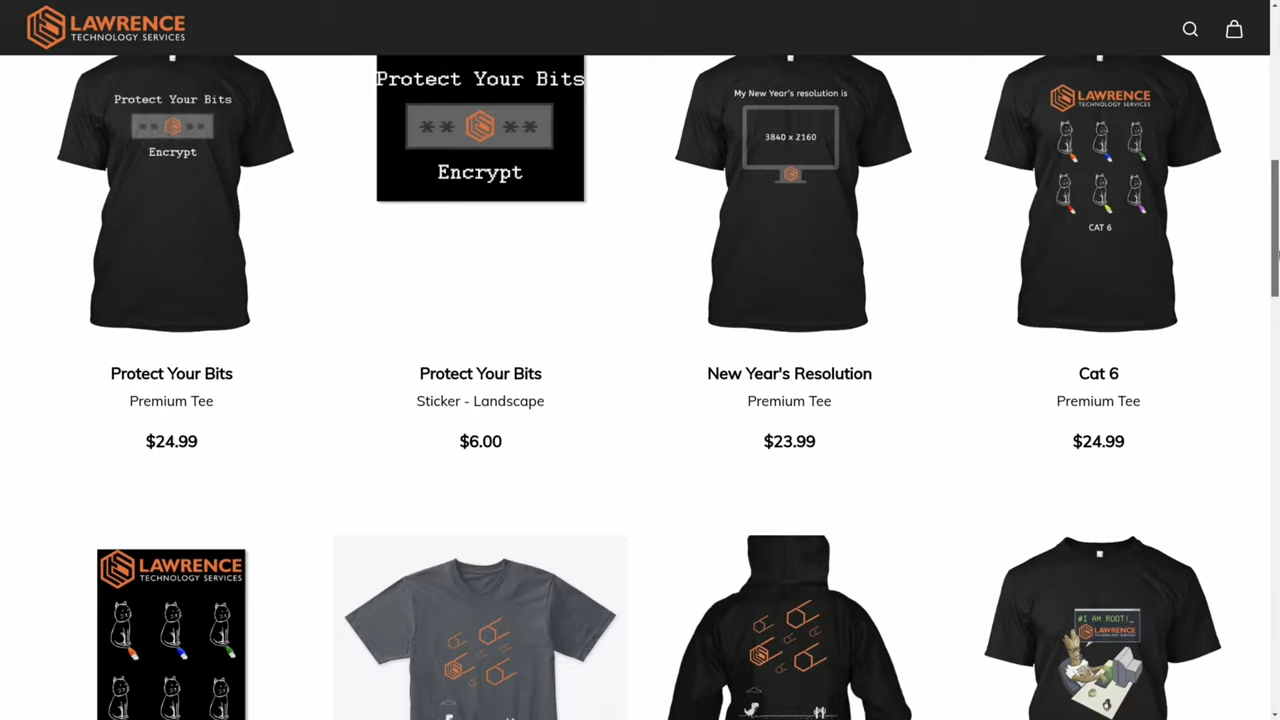 LAWRENCE
TECHNOLOGY SERVICES
Protect Your Bits
** **
Encrypt
Protect Your Bits
** **
Encrypt
My New Year's resolution is
3840 x 2160
LAWRENCE
TECHNOLOGY SERVICES
CAT 6
Protect Your Bits
Premium Tee
$24.99
Protect Your Bits
Sticker - Landscape
$6.00
New Year's Resolution
Premium Tee
$23.99
Cat 6
Premium Tee
$24.99
LAWRENCE
TECHNOLOGY SERVICES
#I AM ROOT!_
LAWRENCE
TECHNOLOGY SERVICES